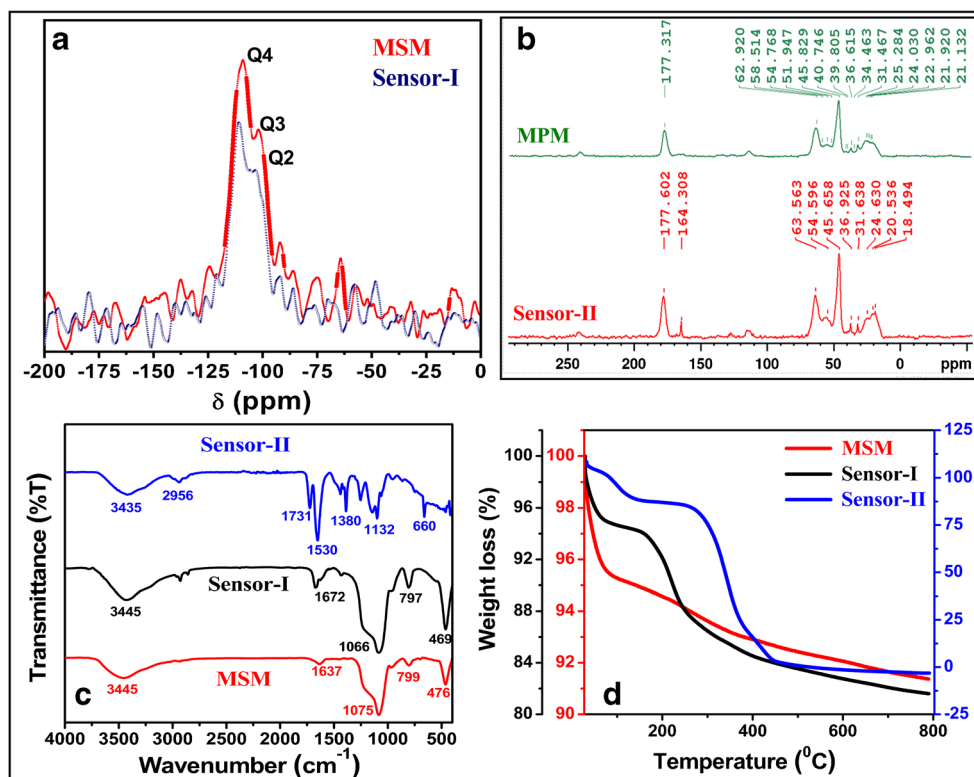 a
MSM
Sensor-I
Q4
Q3
Q2
-200 -175 -150 -125 -100 -75 -50 -25 0
δ (ppm)
b
177.317
62.920
58.514
54.768
51.947
45.829
40.746
39.805
36.615
34.463
31.467
25.284
24.030
22.962
21.920
21.132
MPM
177.602
164.308
63.563
54.596
45.658
36.925
31.638
24.630
20.536
18.494
Sensor-II
250 200 150 100 50 0 ppm
Transmittance (%T)
Sensor-II
3435
2956
1731
1530
1380
1132
660
Sensor-I
3445
1672
1066
797
469
MSM
3445
1637
1075
799
476
c
4000 3500 3000 2500 2000 1500 1000 500
Wavenumber (cm⁻¹)
Weight loss (%)
100
96
92
88
84
80
101
100
99
98
97
96
95
94
93
92
91
90
MSM
Sensor-I
Sensor-II
125
100
75
50
25
0
-25
d
0 200 400 600 800
Temperature (⁰C)